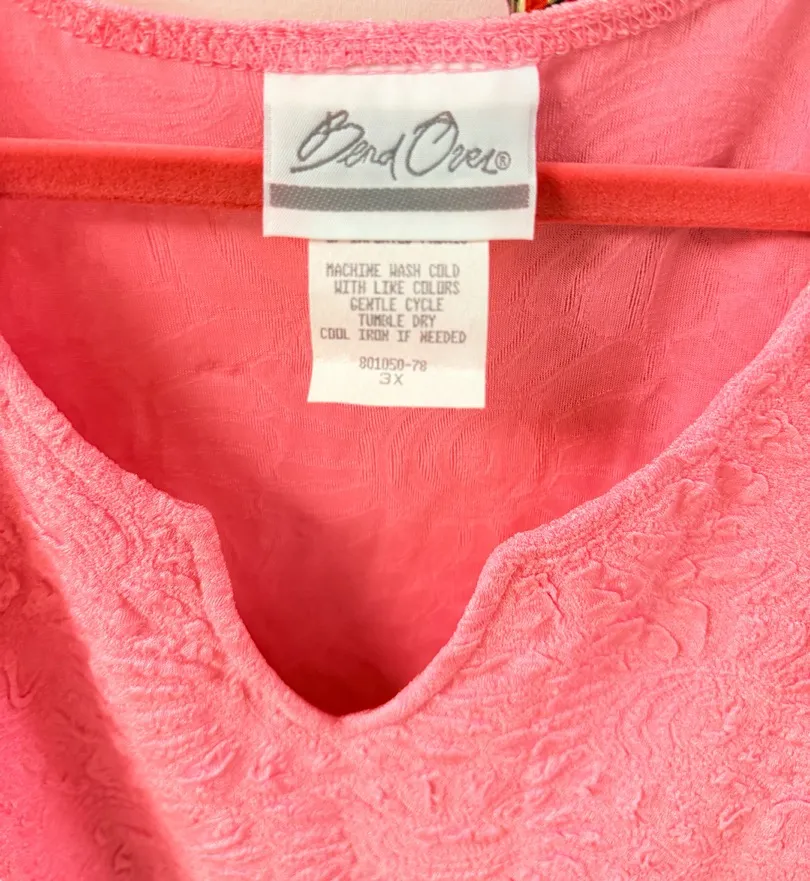 Bend Over®
MACHINE WASH COLD
WITH LIKE COLORS
GENTLE CYCLE
TUMBLE DRY
COOL IRON IF NEEDED
801050-78
3X